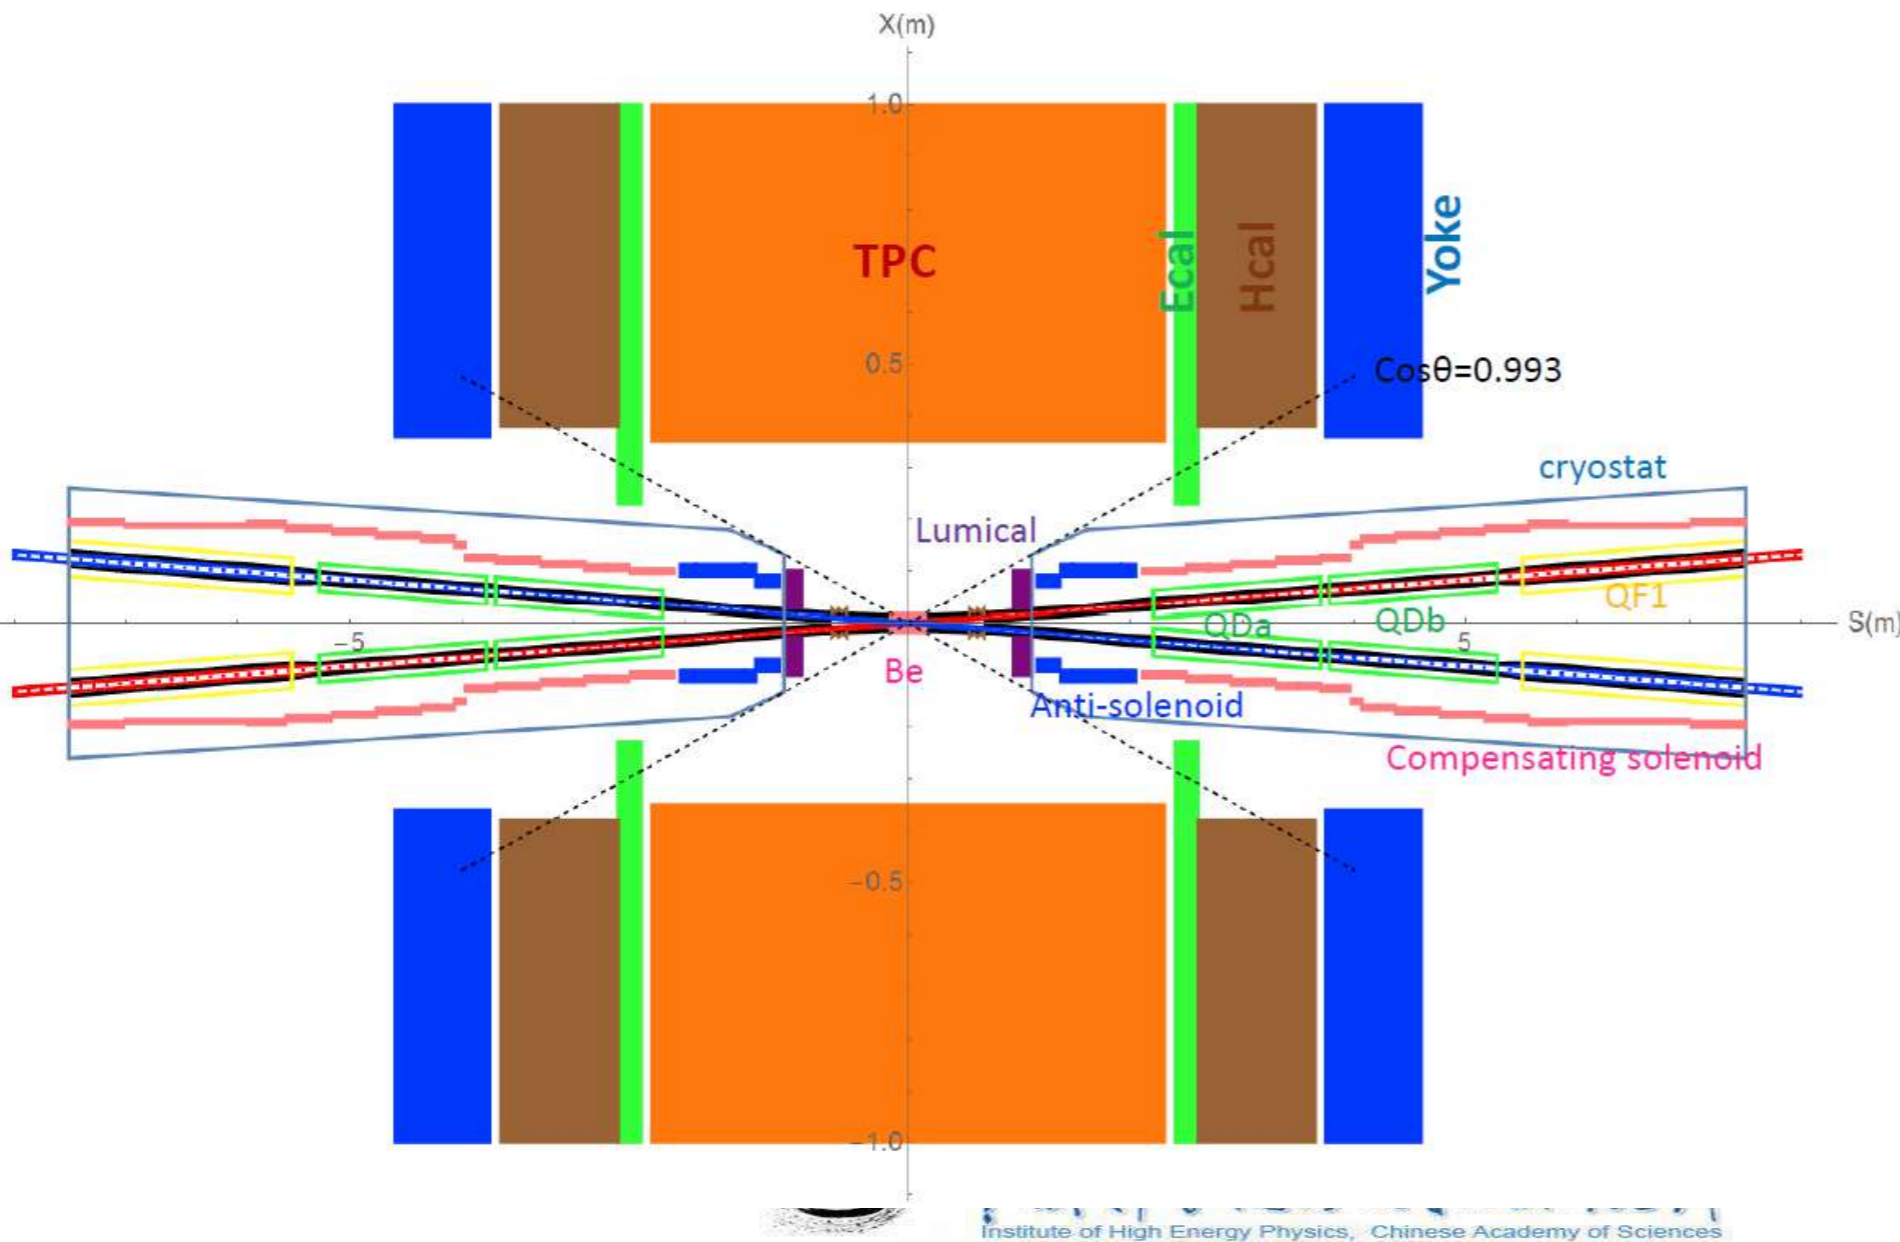 X(m)
1.0
TPC
Ecal
Hcal
Yoke
0.5
Cosθ=0.993
cryostat
Lumical
QF1
−5
QDa
QDb
5
S(m)
Be
Anti-solenoid
Compensating solenoid
−0.5
−1.0
Institute of High Energy Physics, Chinese Academy of Sciences